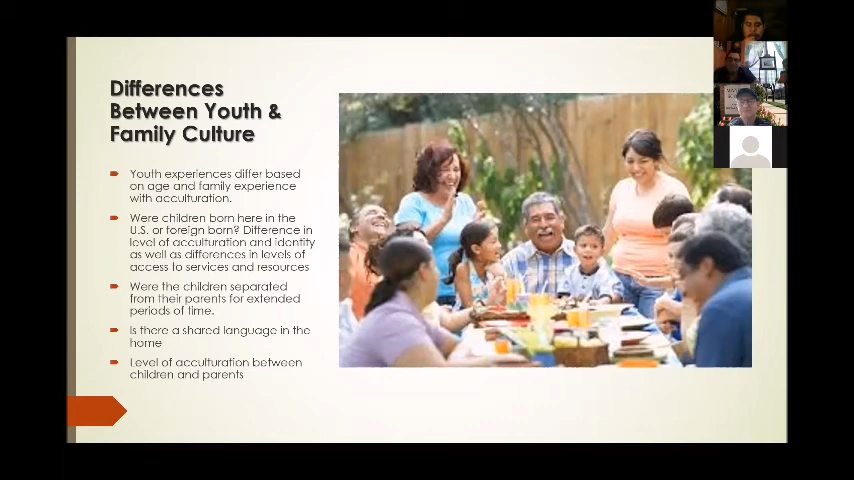 Differences
Between Youth &
Family Culture
Youth experiences differ based
on age and family experience
with acculturation.
Were children born here in the
U.S. or foreign born? Difference in
level of acculturation and identity
as well as differences in levels of
access to services and resources
Were the children separated
from their parents for extended
periods of time.
Is there a shared language in the
home
Level of acculturation between
children and parents